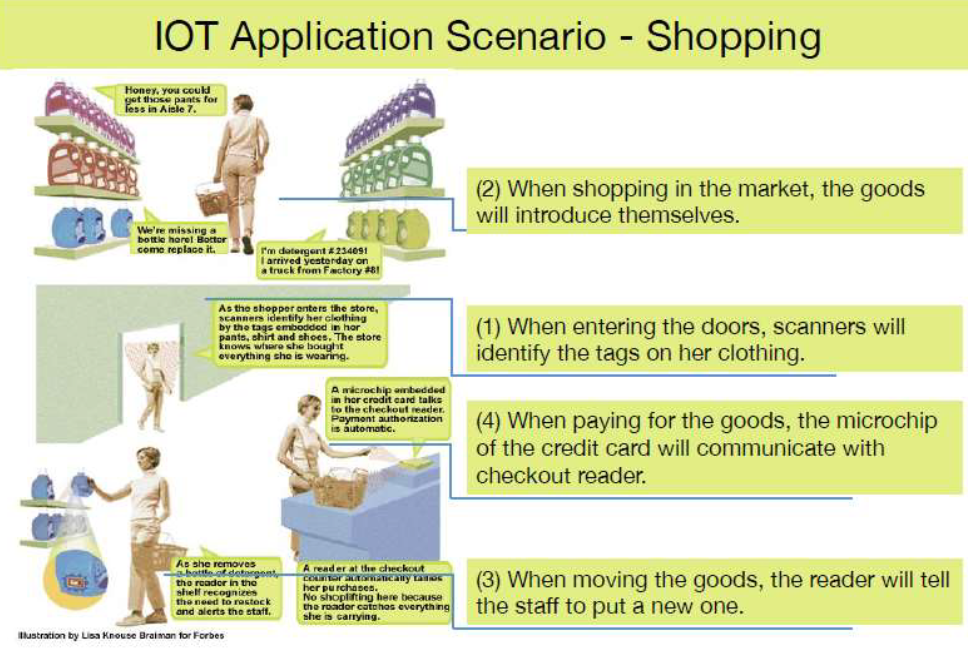 IOT Application Scenario - Shopping
Honey, you could
get those pants for
less in Aisle 7.
We're missing a
bottle here! Better
come replace it.
I'm detergent #23409!
I arrived yesterday on
a truck from Factory #8!
(2) When shopping in the market, the goods
will introduce themselves.
As the shopper enters the store,
scanners identify her clothing
by the tags embedded in her
pants, shirt and shoes. The store
knows where she bought
everything she is wearing.
(1) When entering the doors, scanners will
identify the tags on her clothing.
A microchip embedded
in her credit card talks
to the checkout reader.
Payment authorization
is automatic.
(4) When paying for the goods, the microchip
of the credit card will communicate with
checkout reader.
As she removes
a bottle of detergent,
the reader in the
shelf recognizes
the need to restock
and alerts the staff.
A reader at the checkout
counter automatically tallies
her purchases.
No shoplifting here because
the reader catches everything
she is carrying.
(3) When moving the goods, the reader will tell
the staff to put a new one.
Illustration by Lisa Knouse Braiman for Forbes